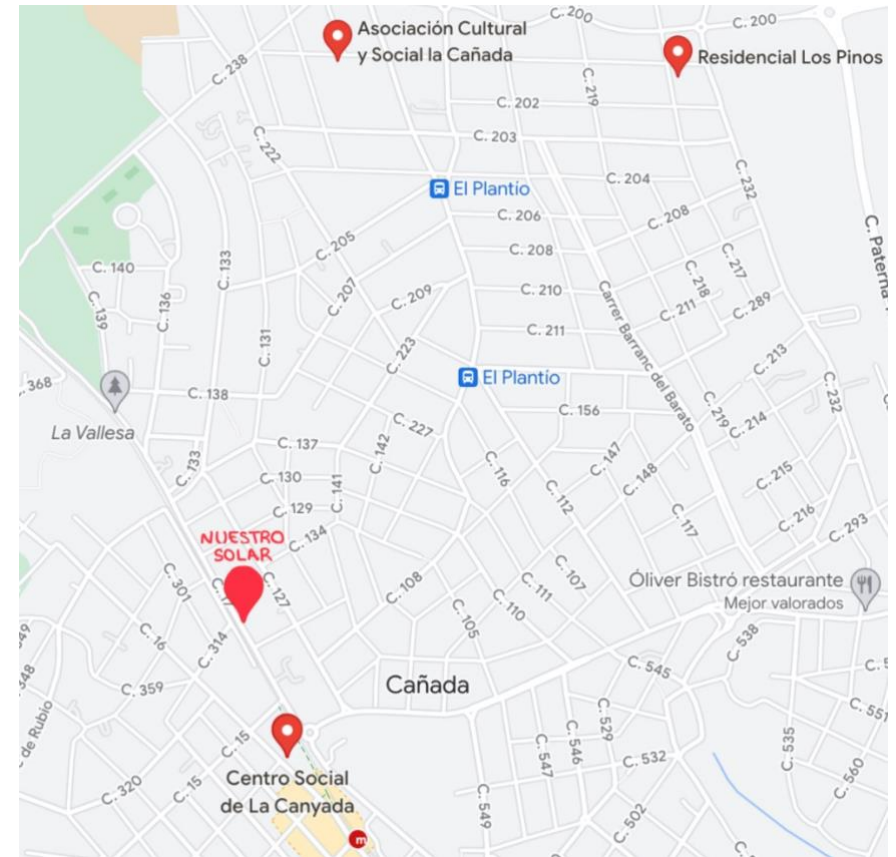 Asociación Cultural
y Social la Cañada
C. 200
C. 200
Residencial Los Pinos
C. 238
C. 219
C. 202
C. 203
C. 222
C. 204
C. 232
El Plantío
C. 206
C. 208
C. 205
C. 208
C. 217
C. Paterna
C. 133
C. 140
C. 207
C. 209
C. 210
C. 218
C. 289
C. 136
C. 139
C. 131
C. 223
C. 211
C. 211
Carrer Barranc del Barato
C. 213
368
C. 138
El Plantío
C. 156
C. 232
La Vallesa
C. 227
C. 219
C. 214
C. 137
C. 142
C. 133
C. 130
C. 141
C. 116
C. 147
C. 148
C. 215
C. 129
C. 112
C. 117
C. 216
C. 293
NUESTRO
SOLAR
C. 134
C. 301
C. 127
C. 108
C. 111
C. 107
Óliver Bistró restaurante
Mejor valorados
C. 16
C. 314
C. 105
C. 110
C. 538
349
348
C. 359
Cañada
C. 545
C. 551
de Rubio
C. 15
C. 529
C. 546
C. 535
C. 532
C. 547
C. 560
Centro Social
de La Canyada
C. 320
C. 15
C. 549
C. 502
m